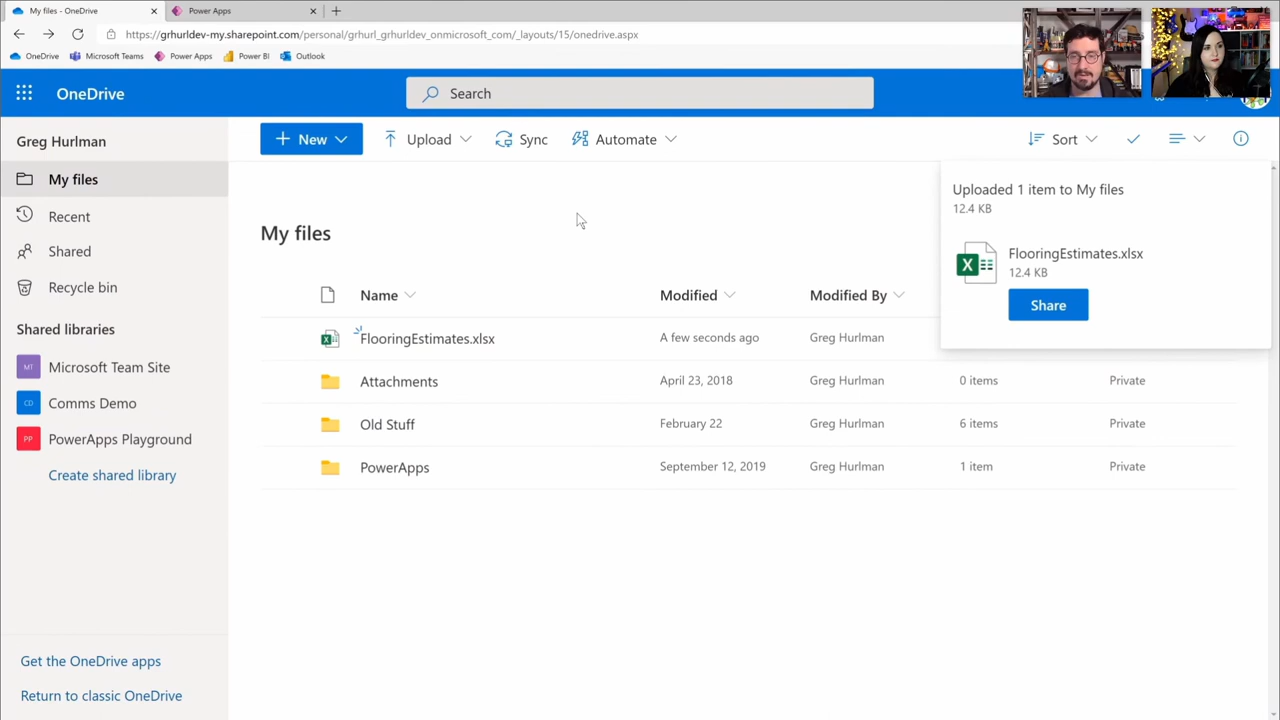 My files - OneDrive
Power Apps
https://grhurldev-my.sharepoint.com/personal/grhurl_grhurldev_onmicrosoft_com/_layouts/15/onedrive.aspx
OneDrive
Microsoft Teams
Power Apps
Power BI
Outlook
OneDrive
Search
Greg Hurlman
New
Upload
Sync
Automate
Sort
My files
Recent
Shared
Recycle bin
Shared libraries
MT Microsoft Team Site
CD Comms Demo
PP PowerApps Playground
Create shared library
Get the OneDrive apps
Return to classic OneDrive
My files
Name Modified Modified By
FlooringEstimates.xlsx A few seconds ago Greg Hurlman
Attachments April 23, 2018 Greg Hurlman 0 items Private
Old Stuff February 22 Greg Hurlman 6 items Private
PowerApps September 12, 2019 Greg Hurlman 1 item Private
Uploaded 1 item to My files
12.4 KB
X FlooringEstimates.xlsx
12.4 KB
Share